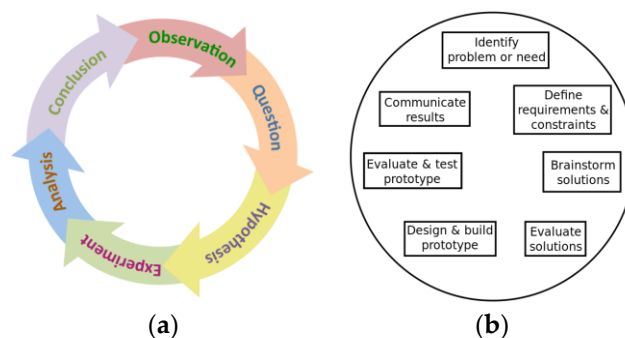 Observation
Question
Hypothesis
Experiment
Analysis
Conclusion
(a)
Identify
problem or need
Define
requirements &
constraints
Brainstorm
solutions
Evaluate
solutions
Design & build
prototype
Evaluate & test
prototype
Communicate
results
(b)